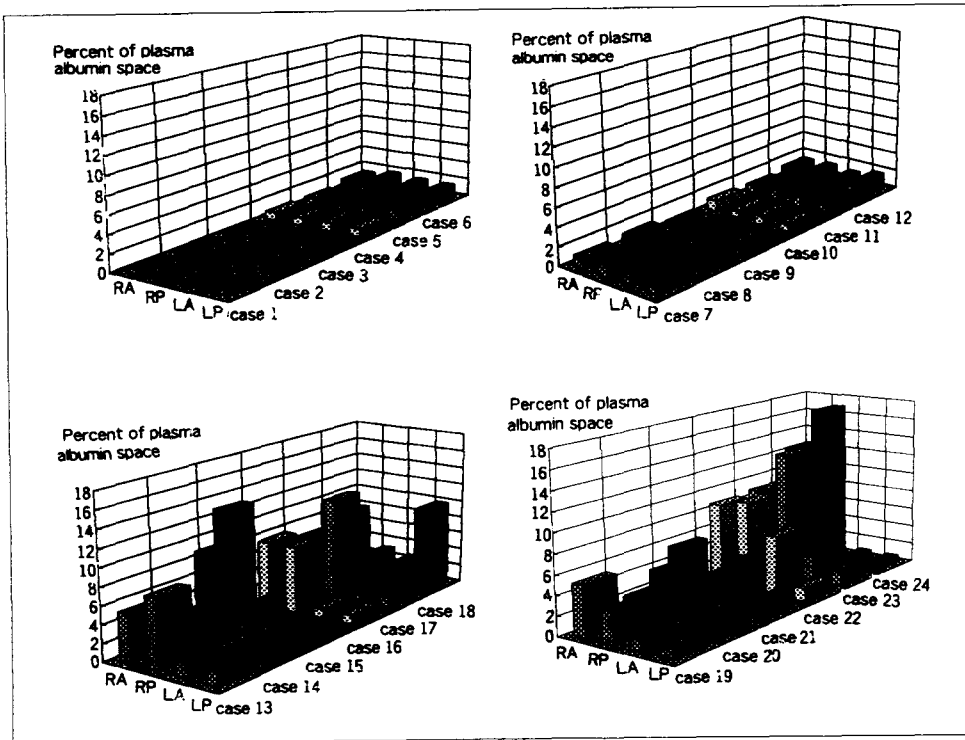 Percent of plasma
albumin space
18
16
14
12
10
8
6
4
2
0
RA
RP
LA
LP
case 1
case 2
case 3
case 4
case 5
case 6
Percent of plasma
albumin space
18
16
14
12
10
8
6
4
2
0
RA
RP
LA
LP
case 7
case 8
case 9
case 10
case 11
case 12
Percent of plasma
albumin space
18
16
14
12
10
8
6
4
2
0
RA
RP
LA
LP
case 13
case 14
case 15
case 16
case 17
case 18
Percent of plasma
albumin space
18
16
14
12
10
8
6
4
2
0
RA
RP
LA
LP
case 19
case 20
case 21
case 22
case 23
case 24